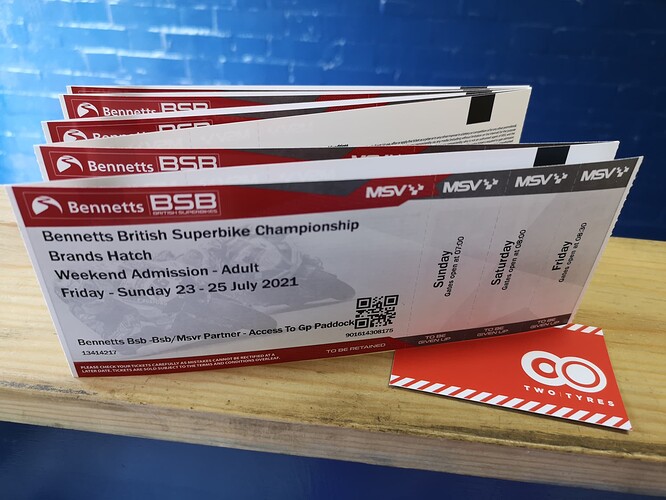 Bennetts BSB
Bennetts BSB
Bennetts BSB
Bennetts BSB
BRITISH SUPERBIKES
MSV MSV MSV MSV
Bennetts British Superbike Championship
Brands Hatch
Weekend Admission - Adult
Friday - Sunday 23 - 25 July 2021
Bennetts Bsb -Bsb/Msvr Partner - Access To Gp Paddock
13414217
901614308175
PLEASE CHECK YOUR TICKETS CAREFULLY AS MISTAKES CANNOT BE RECTIFIED AT A
LATER DATE. TICKETS ARE SOLD SUBJECT TO THE TERMS AND CONDITIONS OVERLEAF.
TO BE RETAINED
Sunday
Gates open at 07:00
TO BE
GIVEN UP
Saturday
Gates open at 08:00
TO BE
GIVEN UP
Friday
Gates open at 08:30
TO BE
GIVEN UP
TWO TYRES